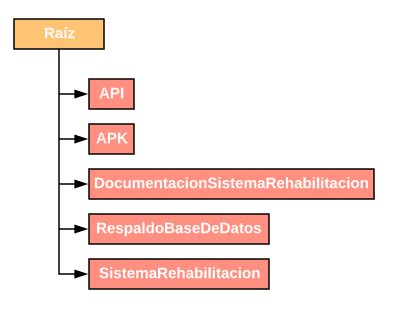 Raíz
API
APK
DocumentacionSistemaRehabilitacion
RespaldoBaseDeDatos
SistemaRehabilitacion